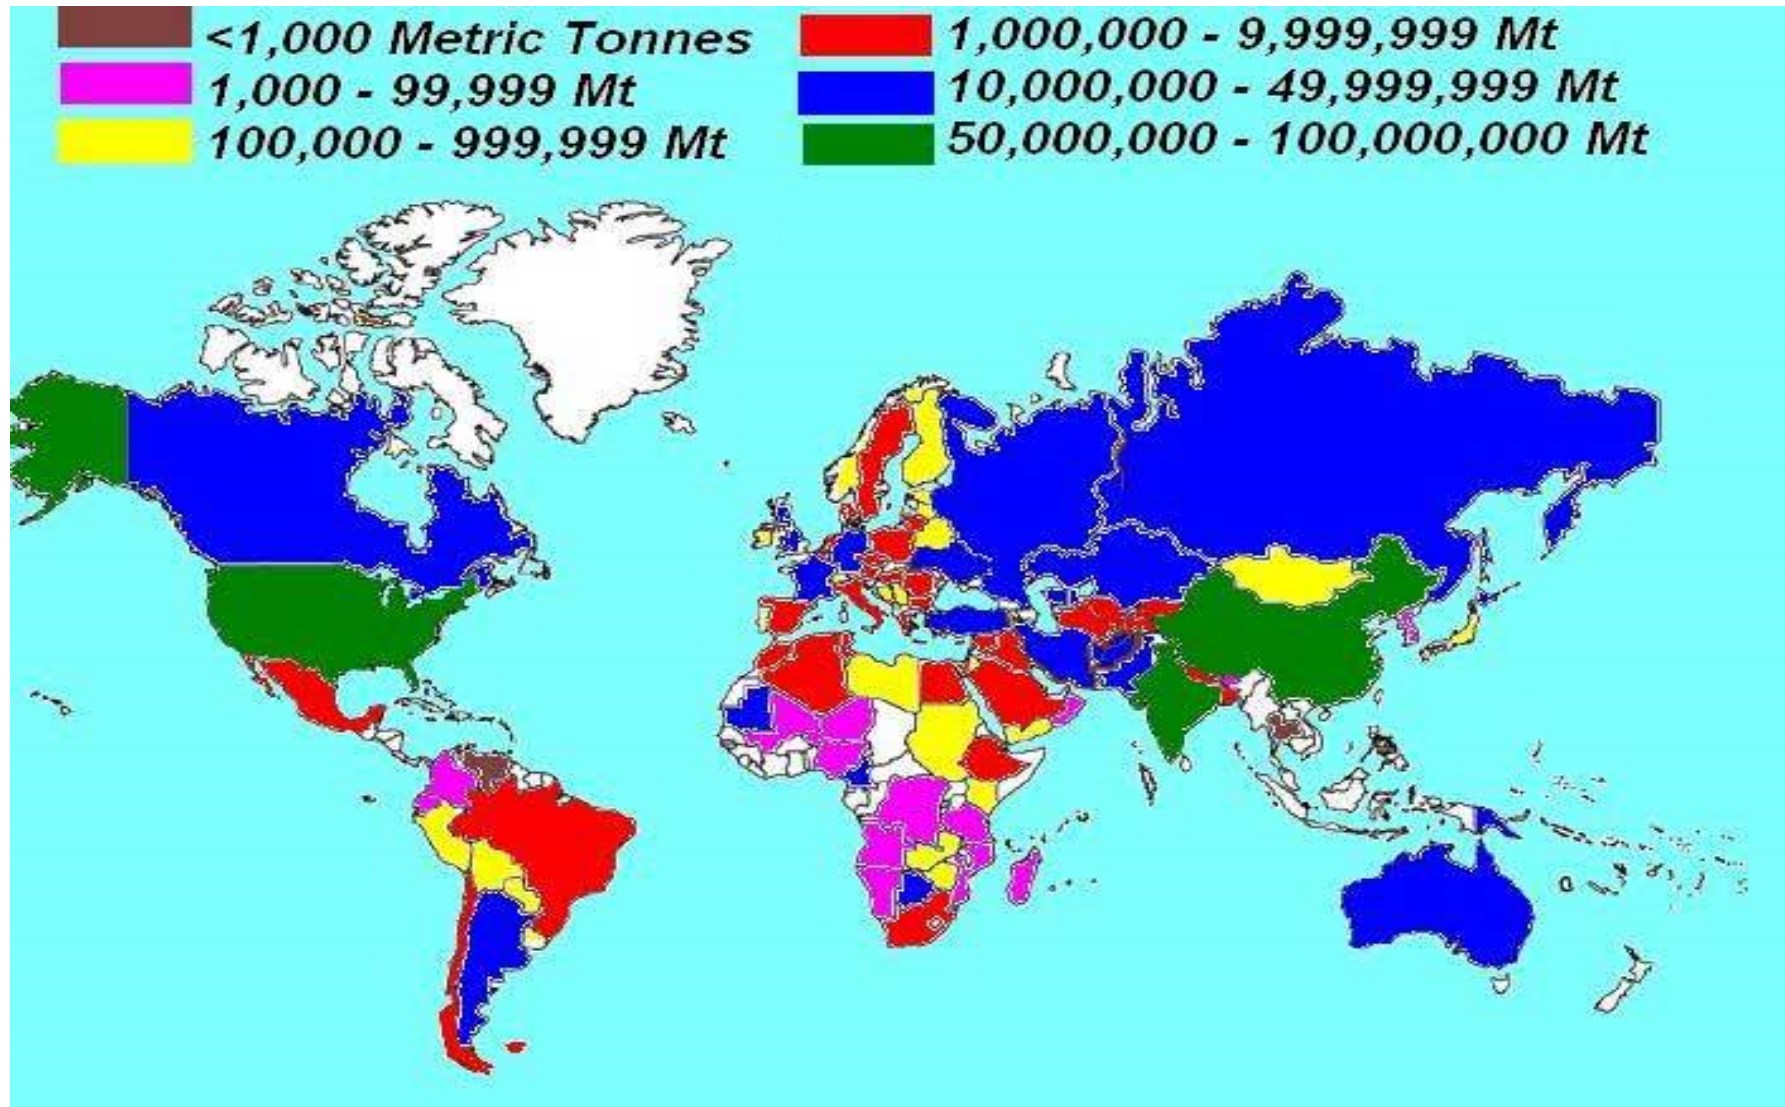 <1,000 Metric Tonnes
1,000 - 99,999 Mt
100,000 - 999,999 Mt
1,000,000 - 9,999,999 Mt
10,000,000 - 49,999,999 Mt
50,000,000 - 100,000,000 Mt